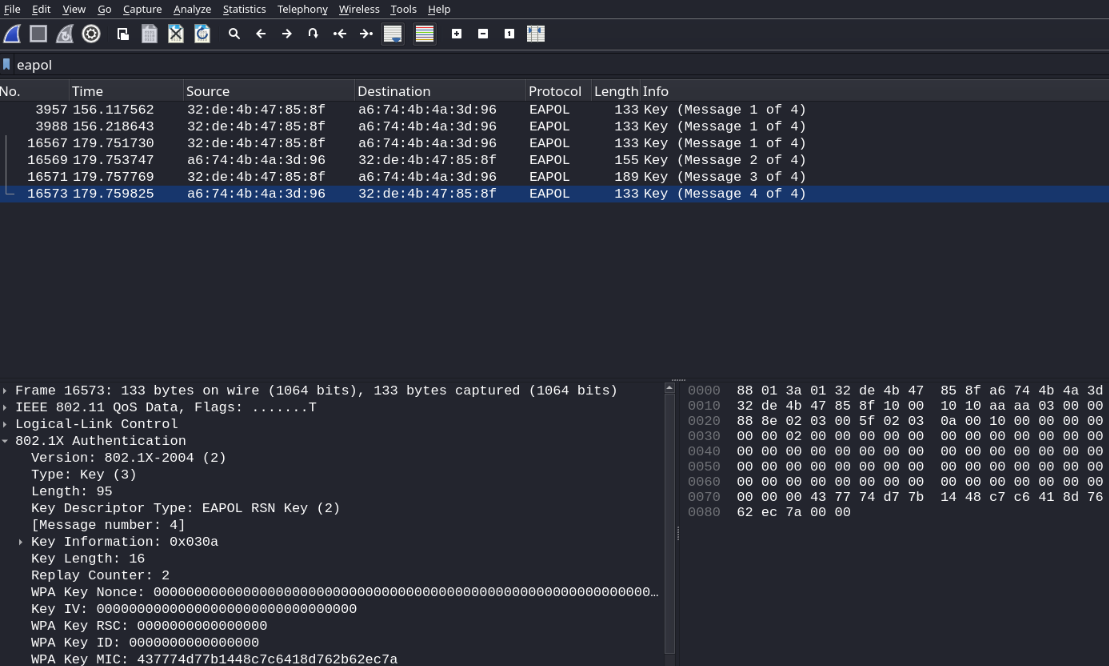 File Edit View Go Capture Analyze Statistics Telephony Wireless Tools Help
eapol
No. Time Source Destination Protocol Length Info
3957 156.117562 32:de:4b:47:85:8f a6:74:4b:4a:3d:96 EAPOL 133 Key (Message 1 of 4)
3988 156.218643 32:de:4b:47:85:8f a6:74:4b:4a:3d:96 EAPOL 133 Key (Message 1 of 4)
16567 179.751730 32:de:4b:47:85:8f a6:74:4b:4a:3d:96 EAPOL 133 Key (Message 1 of 4)
16569 179.753747 a6:74:4b:4a:3d:96 32:de:4b:47:85:8f EAPOL 155 Key (Message 2 of 4)
16571 179.757769 32:de:4b:47:85:8f a6:74:4b:4a:3d:96 EAPOL 189 Key (Message 3 of 4)
16573 179.759825 a6:74:4b:4a:3d:96 32:de:4b:47:85:8f EAPOL 133 Key (Message 4 of 4)
Frame 16573: 133 bytes on wire (1064 bits), 133 bytes captured (1064 bits)
IEEE 802.11 QoS Data, Flags: .......T
Logical-Link Control
802.1X Authentication
Version: 802.1X-2004 (2)
Type: Key (3)
Length: 95
Key Descriptor Type: EAPOL RSN Key (2)
[Message number: 4]
Key Information: 0x030a
Key Length: 16
Replay Counter: 2
WPA Key Nonce: 000000000000000000000000000000000000000000000000000000000000…
Key IV: 00000000000000000000000000000000
WPA Key RSC: 0000000000000000
WPA Key ID: 0000000000000000
WPA Key MIC: 437774d77b1448c7c6418d762b62ec7a
0000 88 01 3a 01 32 de 4b 47 85 8f a6 74 4b 4a 3d
0010 32 de 4b 47 85 8f 10 00 10 10 aa aa 03 00 00
0020 88 8e 02 03 00 5f 02 03 0a 00 10 00 00 00 00
0030 00 00 02 00 00 00 00 00 00 00 00 00 00 00 00
0040 00 00 00 00 00 00 00 00 00 00 00 00 00 00 00
0050 00 00 00 00 00 00 00 00 00 00 00 00 00 00 00
0060 00 00 00 00 00 00 00 00 00 00 00 00 00 00 00
0070 00 00 00 43 77 74 d7 7b 14 48 c7 c6 41 8d 76
0080 62 ec 7a 00 00